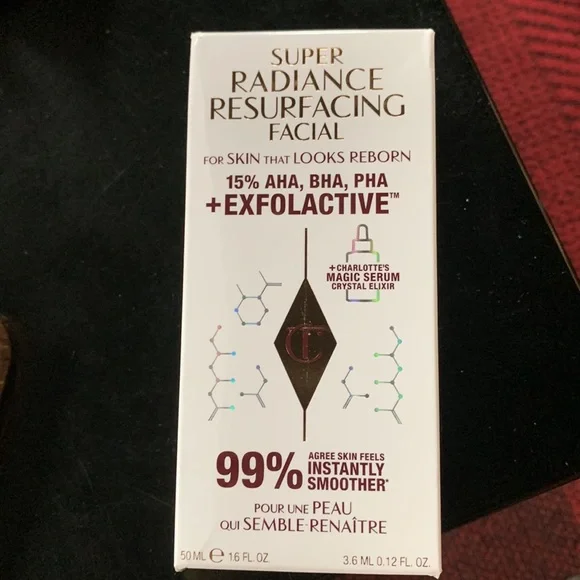 SUPER
RADIANCE
RESURFACING
FACIAL
FOR SKIN THAT LOOKS REBORN
15% AHA, BHA, PHA
+EXFOLACTIVE™
+CHARLOTTE'S
MAGIC SERUM
CRYSTAL ELIXIR
CT
99% AGREE SKIN FEELS
INSTANTLY
SMOOTHER*
POUR UNE PEAU
QUI SEMBLE RENAÎTRE
50 ML ℮ 1.6 FL. OZ. 3.6 ML 0.12 FL. OZ.